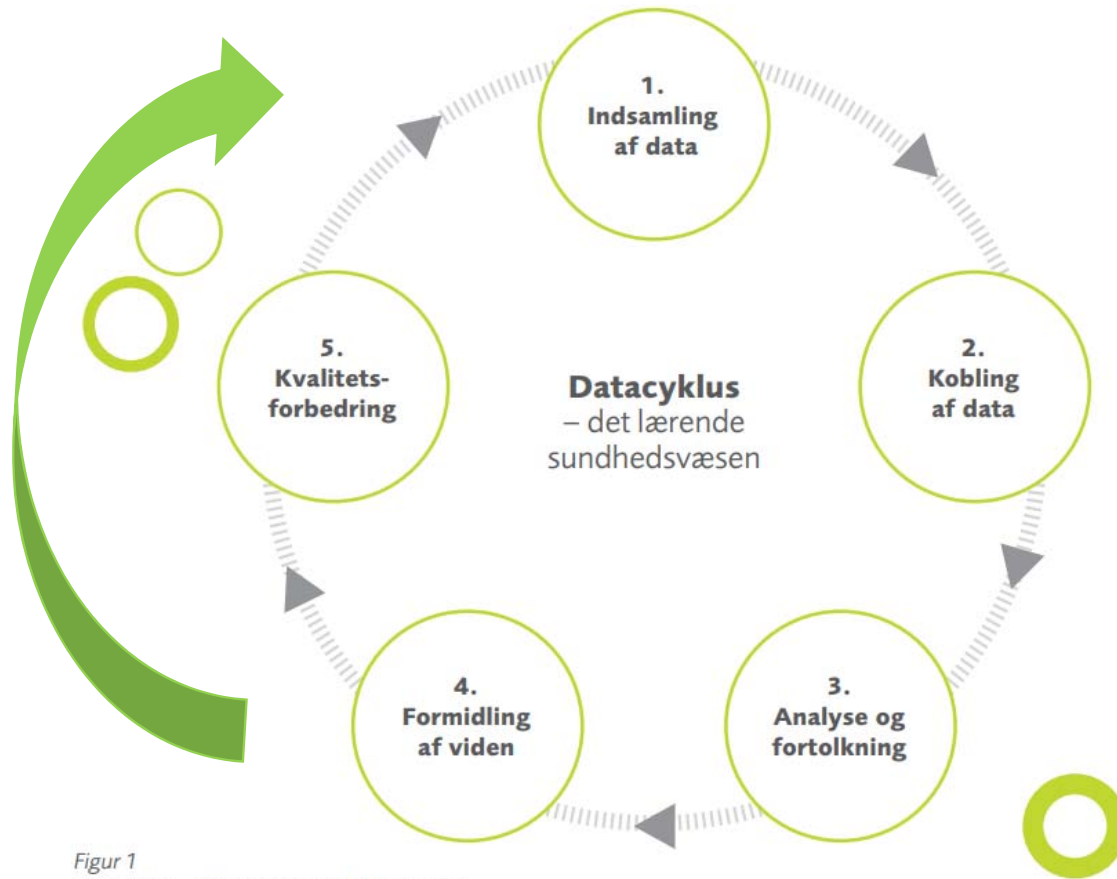 1.
Indsamling
af data
2.
Kobling
af data
3.
Analyse og
fortolkning
4.
Formidling
af viden
5.
Kvalitets-
forbedring
Datacyklus
– det lærende
sundhedsvæsen
Figur 1